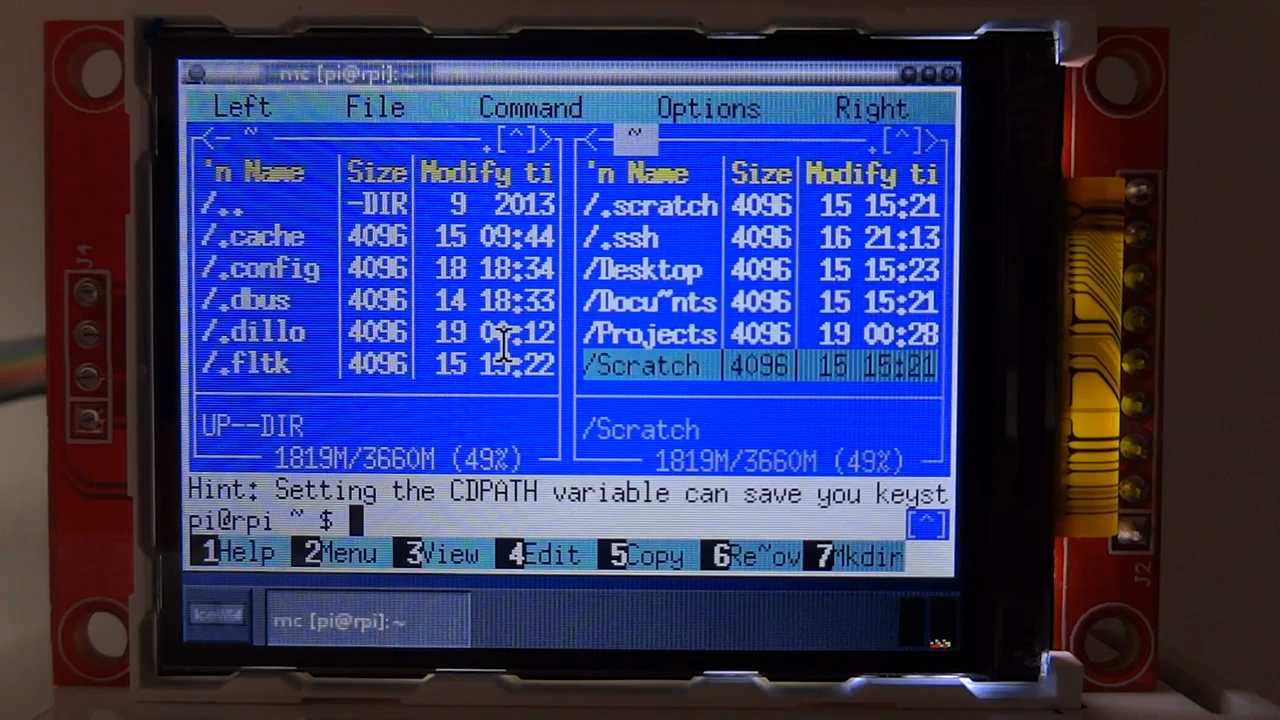 mc [pi@rpi]: ~
Left File Command Options Right
<- ~ .[^]> <- ~ .[^]>
'n Name Size Modify ti 'n Name Size Modify ti
/.. -DIR 9 2013 /.scratch 4096 15 15:21
/.cache 4096 15 09:44 /.ssh 4096 16 21:13
/.config 4096 18 18:34 /Desktop 4096 15 15:23
/.dbus 4096 14 18:33 /Docu~nts 4096 15 15:21
/.dillo 4096 19 /Projects 4096 19 00:28
/.fltk 4096 15 15:22 /Scratch 4096 15 15:21
UP--DIR /Scratch
1819M/3660M (49%) 1819M/3660M (49%)
Hint: Setting the CDPATH variable can save you keyst
pi@rpi ~ $ [^]
1Help 2Menu 3View 4Edit 5Copy 6Re~ov 7Mkdir
mc [pi@rpi]: ~
J4
J2